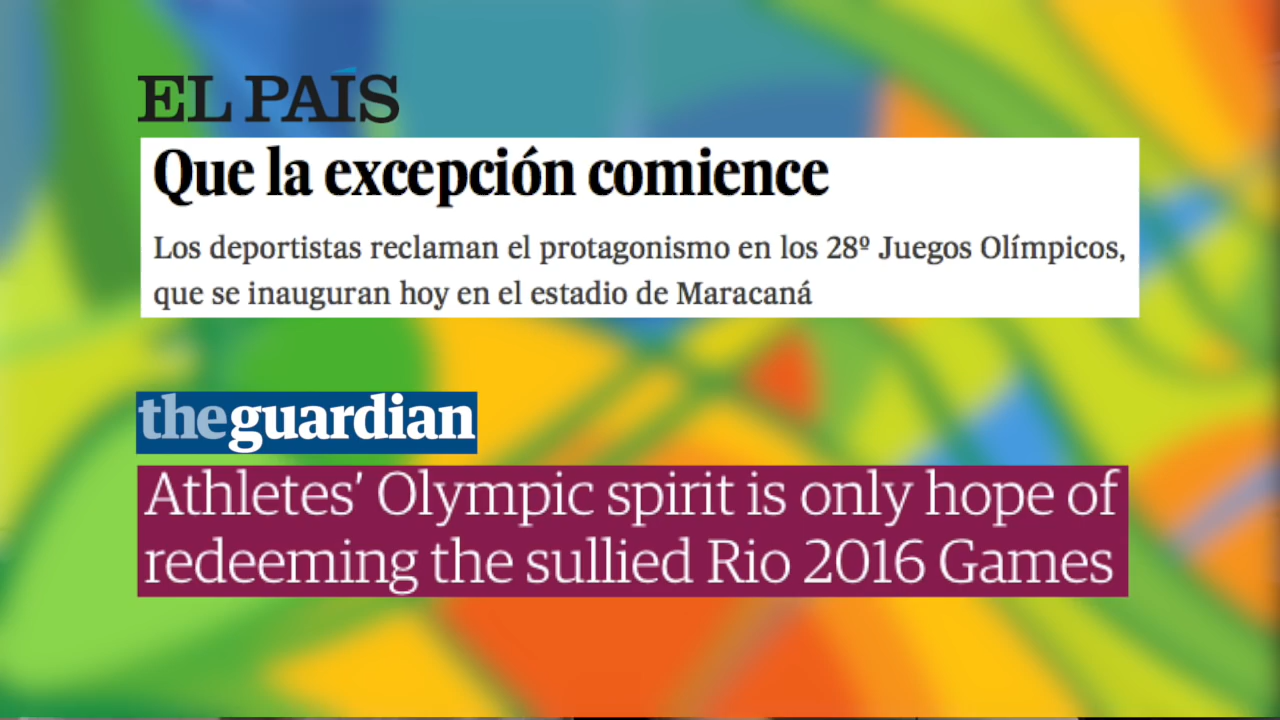 EL PAÍS
Que la excepción comience
Los deportistas reclaman el protagonismo en los 28º Juegos Olímpicos,
que se inauguran hoy en el estadio de Maracaná
theguardian
Athletes’ Olympic spirit is only hope of
redeeming the sullied Rio 2016 Games